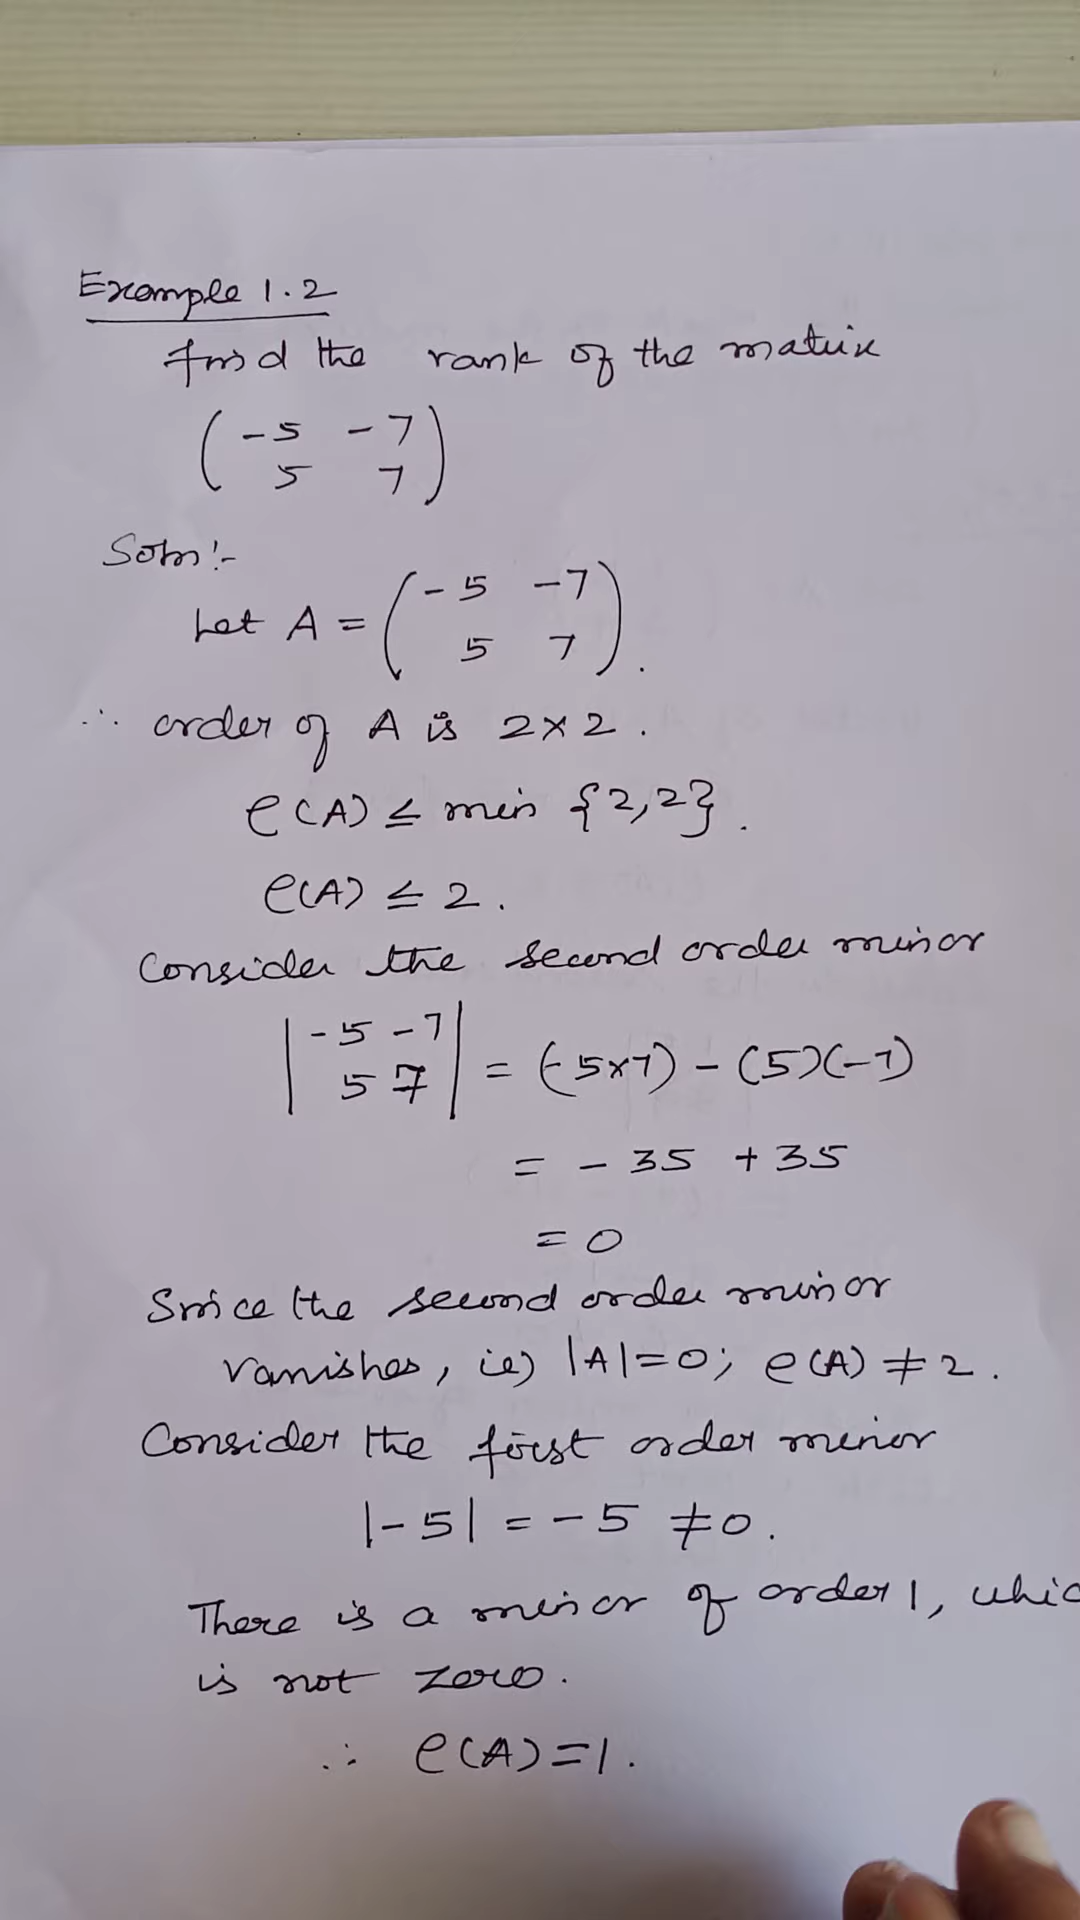 Example 1.2
Find the rank of the matrix
( -5 -7
5 7 )
Soln:-
Let A = ( -5 -7
5 7 ).
∴ order of A is 2×2.
ρ(A) ≤ min {2,2}.
ρ(A) ≤ 2.
Consider the second order minor
| -5 -7
5 7 | = (-5×7) - (5)(-7)
= -35 + 35
= 0
Since the second order minor
vanishes, ie) |A|=0; ρ(A) ≠ 2.
Consider the first order minor
|-5| = -5 ≠ 0.
There is a minor of order 1, whic
is not zero.
∴ ρ(A)=1.